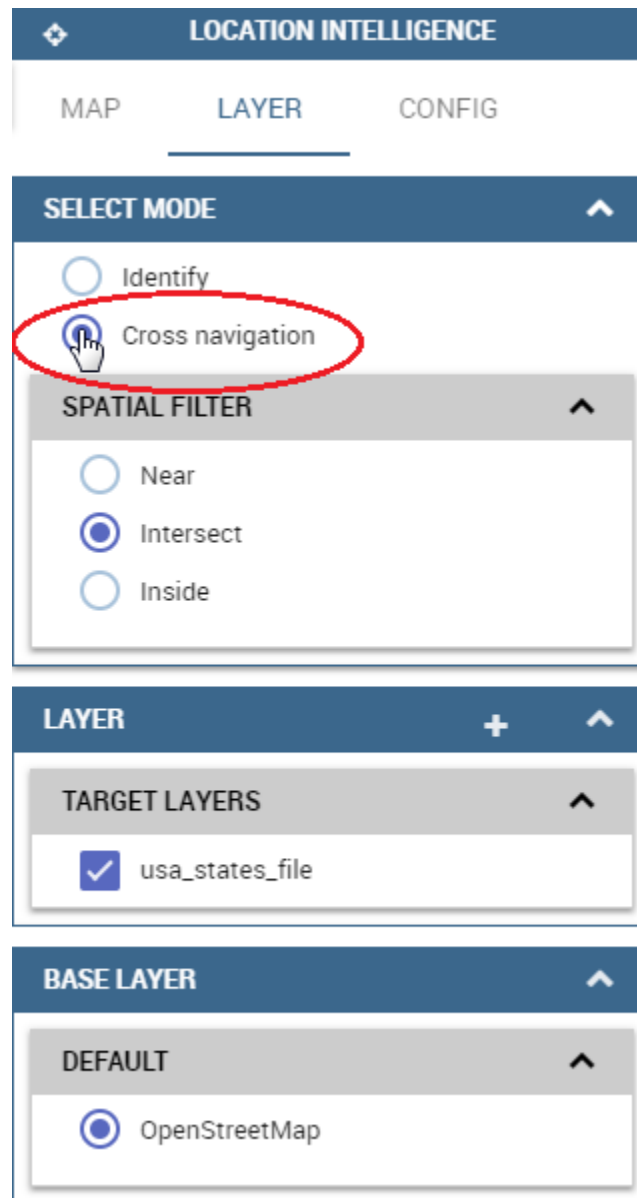 LOCATION INTELLIGENCE
MAP LAYER CONFIG
SELECT MODE
Identify
Cross navigation
SPATIAL FILTER
Near
Intersect
Inside
LAYER +
TARGET LAYERS
usa_states_file
BASE LAYER
DEFAULT
OpenStreetMap